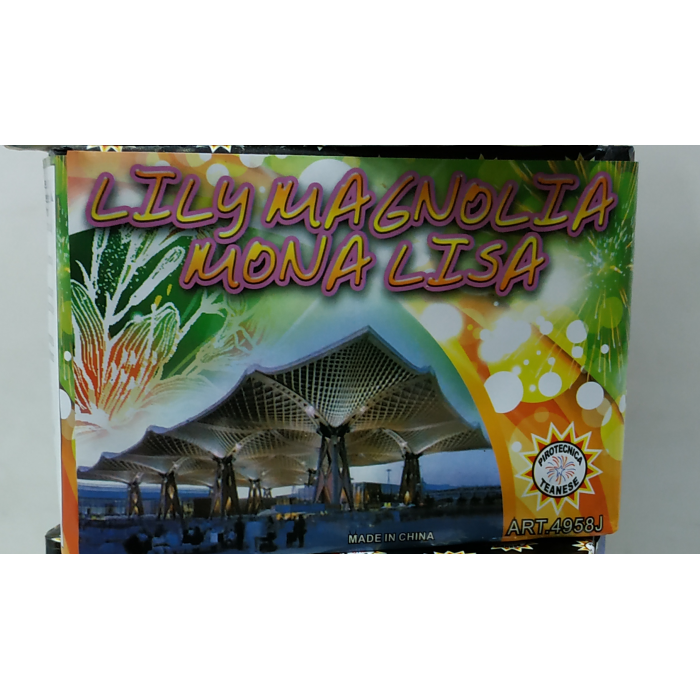 LILY MAGNOLIA
MONA LISA
PIROTECNICA
TEANESE
ART.4958J
MADE IN CHINA